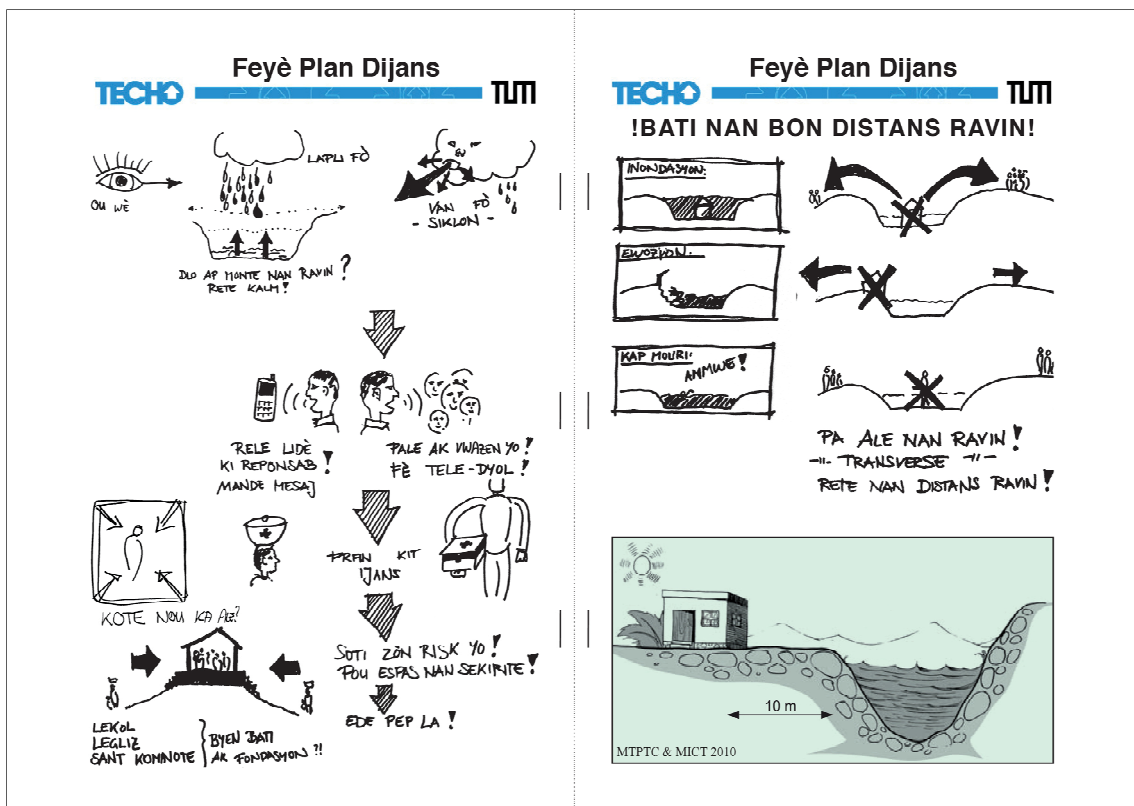 Feyè Plan Dijans
TECHO
TUM
OU WÈ
LAPLI FÒ
VAN FÒ
- SIKLON -
DLO AP MONTE NAN RAVIN?
RETE KALM!
RELE LIDÈ
KI REPONSAB!
MANDE MESAJ
PALE AK VWAZEN YO!
FÈ TELE-DYOL!
PRAN KIT
IJANS
KOTE NOU KA ALE?
SOTI ZÒN RISK YO!
POU ESPAS NAN SEKIRITE!
EDE PEP LA!
LEKOL
LEGLIZ
SANT KOMINOTE
BYEN BATI
AK FONDASYON?!
Feyè Plan Dijans
TECHO
TUM
!BATI NAN BON DISTANS RAVIN!
INONDASYON:
EWOZYON:
KAP MOURI:
ANMWE!
PA ALE NAN RAVIN!
-"- TRANSVERSE -"-
RETE NAN DISTANS RAVIN!
10 m
MTPTC & MICT 2010